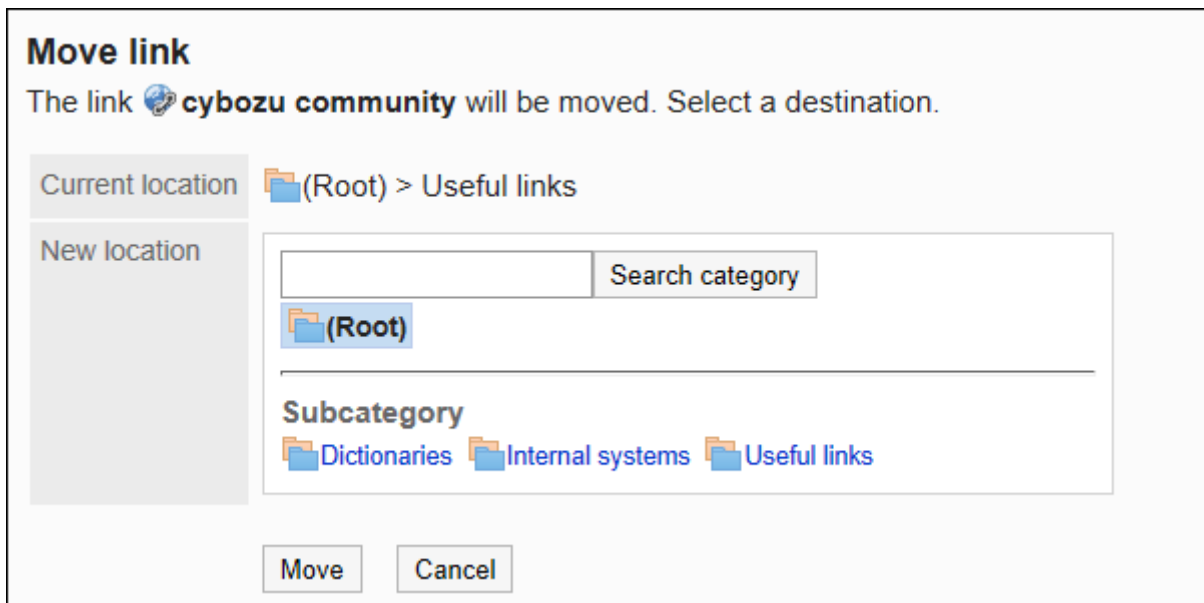 Move link
The link cybozu community will be moved. Select a destination.
Current location (Root) > Useful links
New location
Search category
(Root)
Subcategory
Dictionaries Internal systems Useful links
Move Cancel